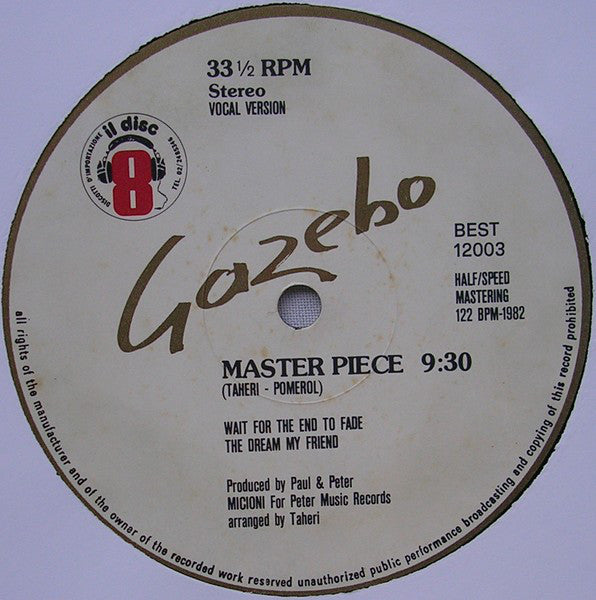 33 1/2 RPM
Stereo
VOCAL VERSION
il disc
8
DISCOTTI D'IMPORTAZIONE
Gazebo
BEST
12003
HALF/SPEED
MASTERING
122 BPM-1982
MASTER PIECE 9:30
(TAHERI - POMEROL)
WAIT FOR THE END TO FADE
THE DREAM MY FRIEND
Produced by Paul & Peter
MICIONI For Peter Music Records
arranged by Taheri
all rights of the manufacturer and of the owner of the recorded work reserved unauthorized public performance broadcasting and copying of this record prohibited